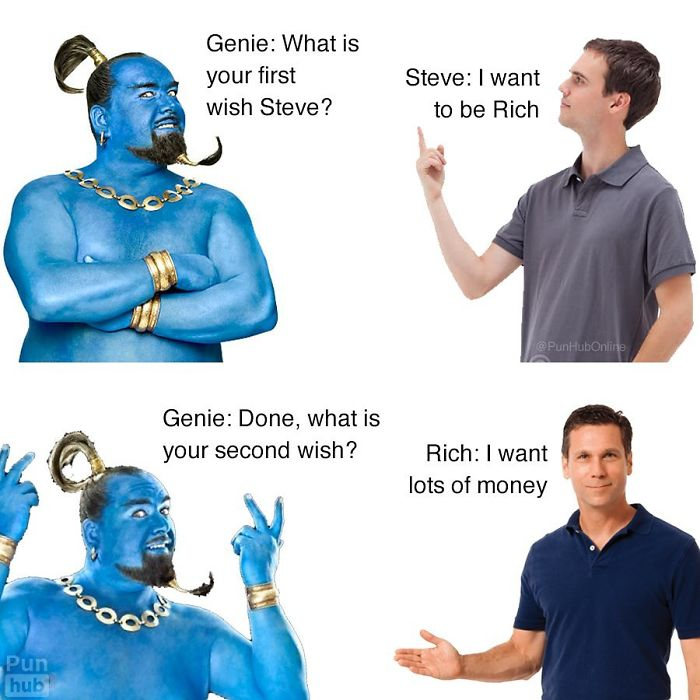 Genie: What is
your first
wish Steve?
Steve: I want
to be Rich
@PunHubOnline
Genie: Done, what is
your second wish?
Rich: I want
lots of money
Pun
hub